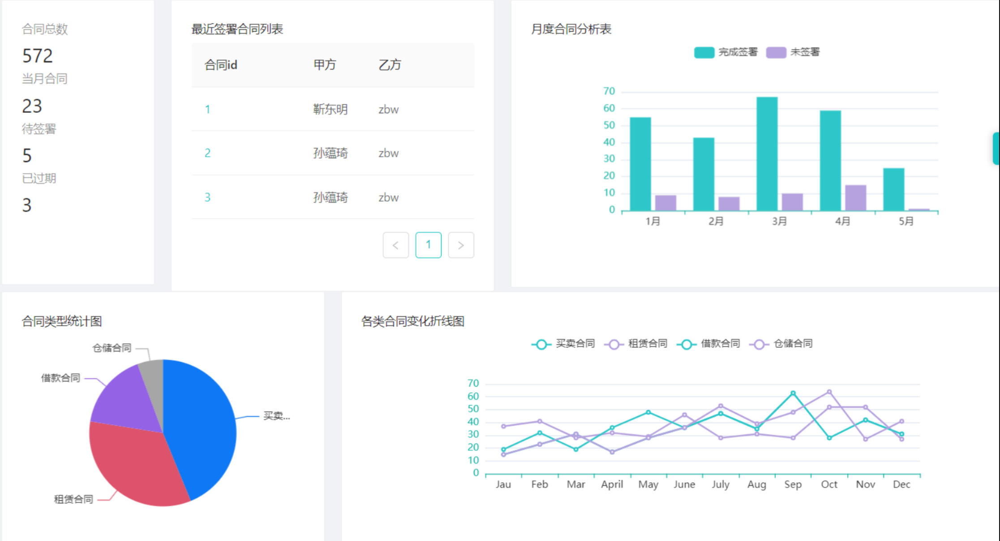 合同总数
572
当月合同
23
待签署
5
已过期
3
最近签署合同列表
合同id 甲方 乙方
1 靳东明 zbw
2 孙蕴琦 zbw
3 孙蕴琦 zbw
< 1 >
月度合同分析表
完成签署 未签署
70
60
50
40
30
20
10
0
1月 2月 3月 4月 5月
合同类型统计图
仓储合同
借款合同
买卖...
租赁合同
各类合同变化折线图
买卖合同 租赁合同 借款合同 仓储合同
70
60
50
40
30
20
10
0
Jau Feb Mar April May June July Aug Sep Oct Nov Dec